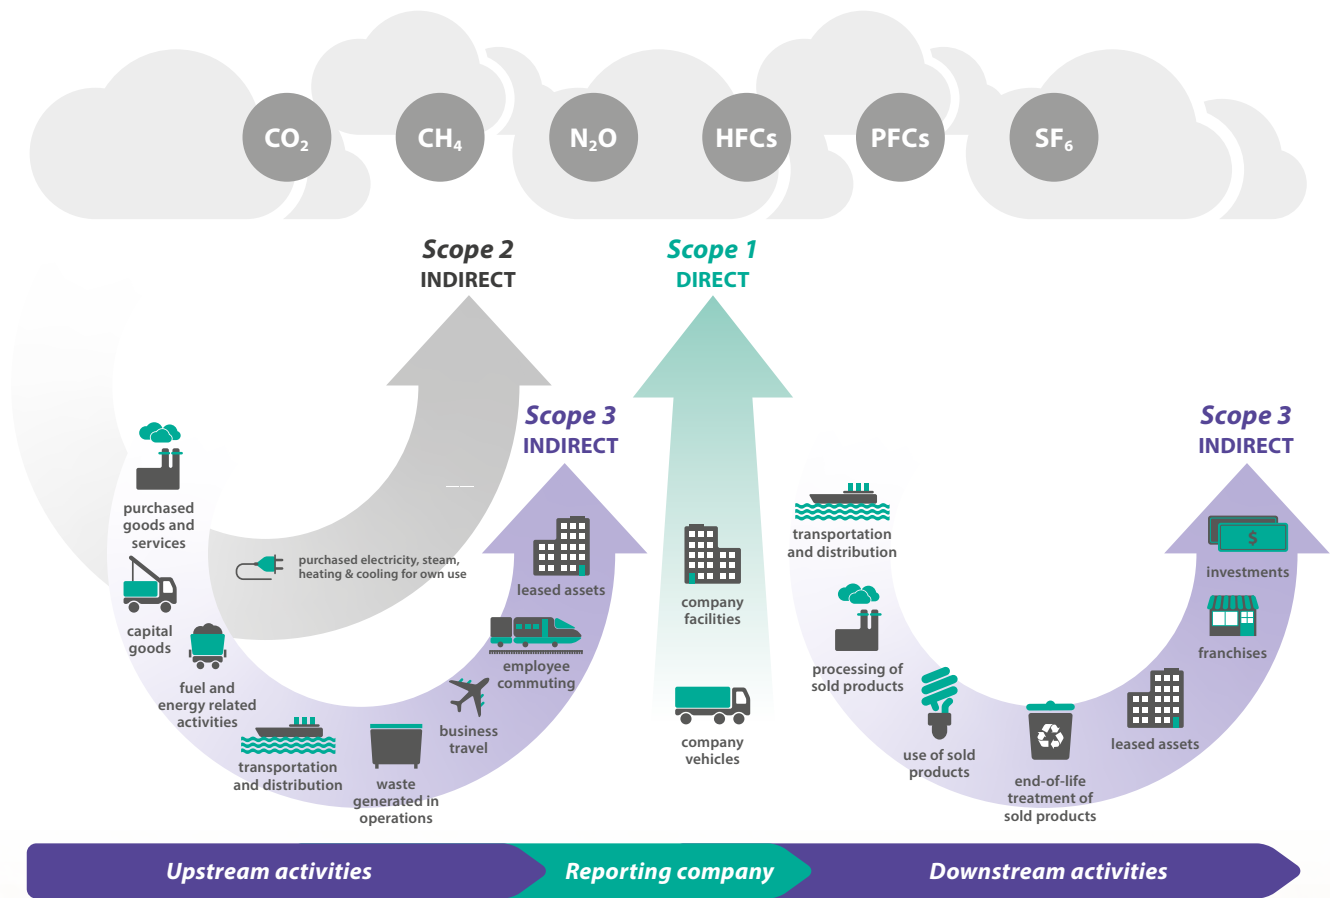 CO₂
CH₄
N₂O
HFCs
PFCs
SF₆
Scope 2
INDIRECT
Scope 1
DIRECT
Scope 3
INDIRECT
Scope 3
INDIRECT
purchased
goods and
services
capital
goods
fuel and
energy related
activities
transportation
and distribution
waste
generated in
operations
business
travel
employee
commuting
leased assets
purchased electricity, steam,
heating & cooling for own use
company
facilities
company
vehicles
transportation
and distribution
processing of
sold products
use of sold
products
end-of-life
treatment of
sold products
leased assets
franchises
$
investments
Upstream activities
Reporting company
Downstream activities